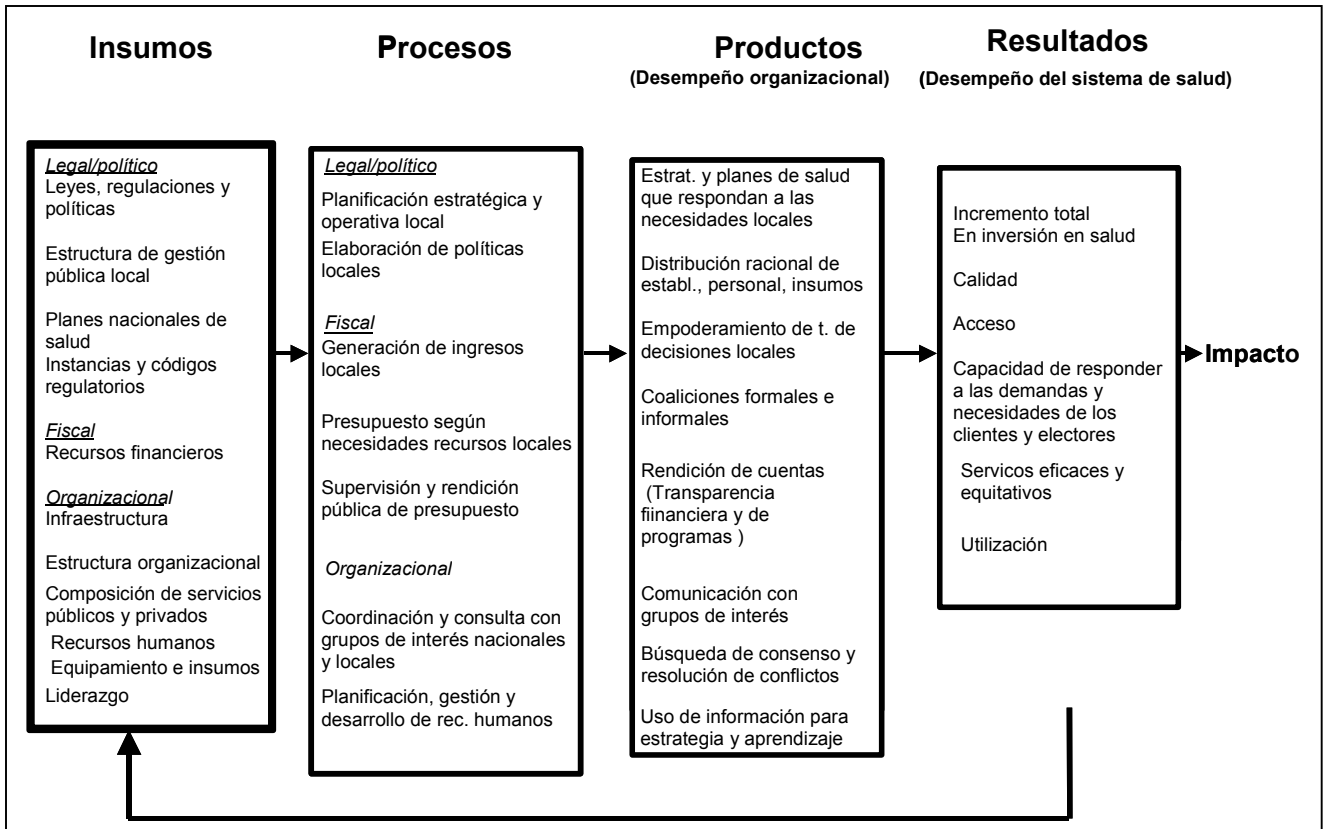 Insumos
Procesos
Productos
(Desempeño organizacional)
Resultados
(Desempeño del sistema de salud)
Legal/político
Leyes, regulaciones y
políticas
Estructura de gestión
pública local
Planes nacionales de
salud
Instancias y códigos
regulatorios
Fiscal
Recursos financieros
Organizacional
Infraestructura
Estructura organizacional
Composición de servicios
públicos y privados
Recursos humanos
Equipamiento e insumos
Liderazgo
Legal/político
Planificación estratégica y
operativa local
Elaboración de políticas
locales
Fiscal
Generación de ingresos
locales
Presupuesto según
necesidades recursos locales
Supervisión y rendición
pública de presupuesto
Organizacional
Coordinación y consulta con
grupos de interés nacionales
y locales
Planificación, gestión y
desarrollo de rec. humanos
Estrat. y planes de salud
que respondan a las
necesidades locales
Distribución racional de
establ., personal, insumos
Empoderamiento de t. de
decisiones locales
Coaliciones formales e
informales
Rendición de cuentas
(Transparencia
fiinanciera y de
programas )
Comunicación con
grupos de interés
Búsqueda de consenso y
resolución de conflictos
Uso de información para
estrategia y aprendizaje
Incremento total
En inversión en salud
Calidad
Acceso
Capacidad de responder
a las demandas y
necesidades de los
clientes y electores
Servicos eficaces y
equitativos
Utilización
Impacto